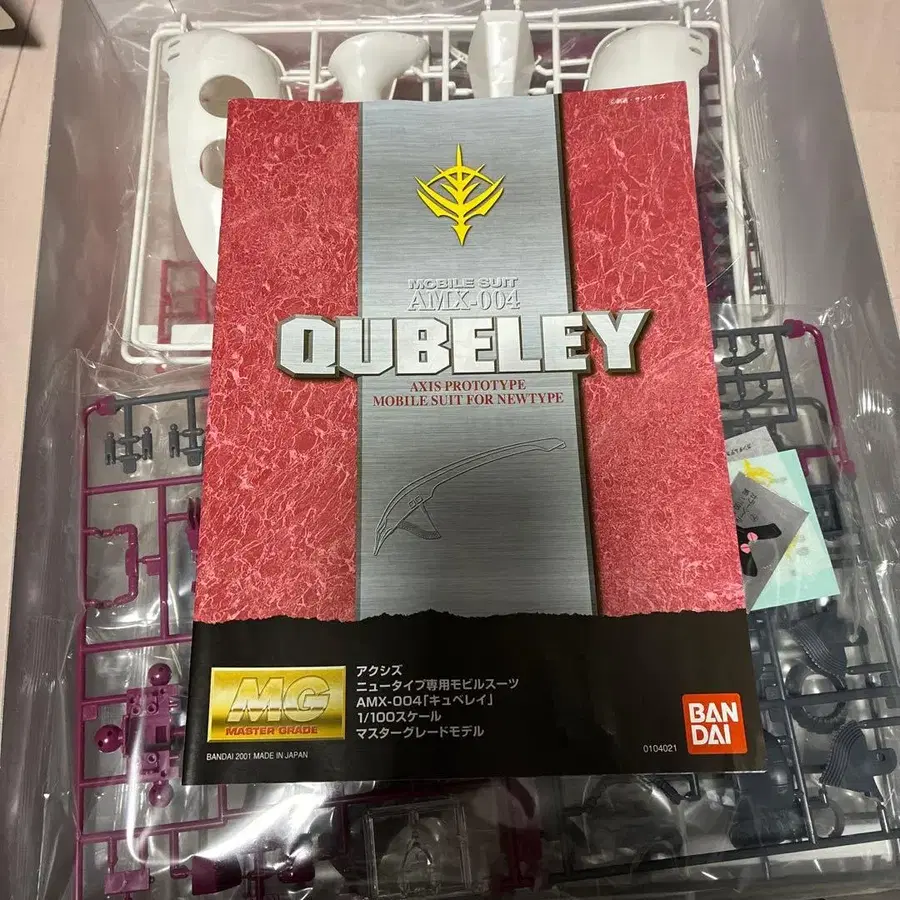 ©創通・サンライズ
MOBILE SUIT
AMX-004
QUBELEY
AXIS PROTOTYPE
MOBILE SUIT FOR NEWTYPE
MG
MASTER GRADE
アクシズ
ニュータイプ専用モビルスーツ
AMX-004「キュベレイ」
1/100スケール
マスターグレードモデル
BANDAI 2001 MADE IN JAPAN
0104021
BAN
DAI